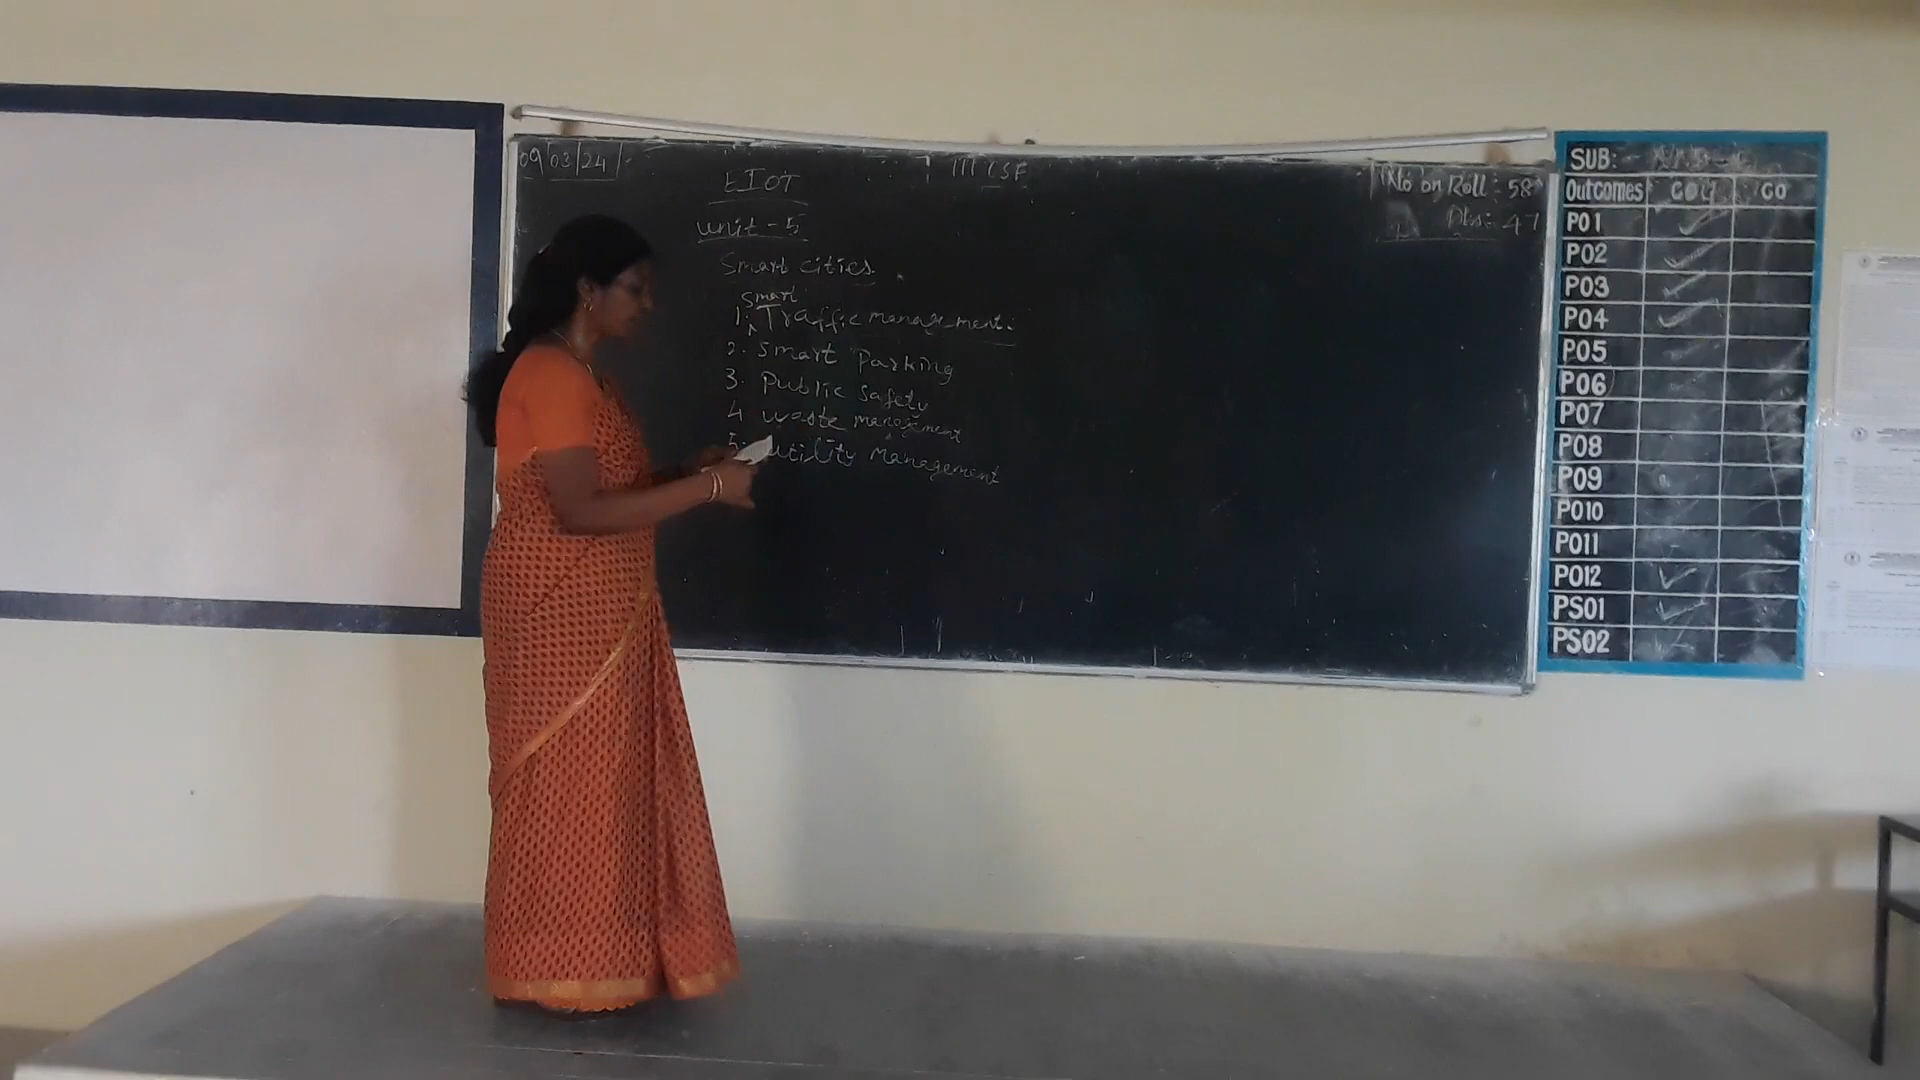 09/03/24
EIOT
III CSE
No on Roll: 58
47
unit - 5
Smart cities.
Smart
1. Traffic management.
2. Smart parking
3. Public safety
4 waste management
5. utility management
SUB:
Outcomes GO4 GO
PO1
PO2
PO3
PO4
PO5
PO6
PO7
PO8
PO9
PO10
PO11
PO12
PSO1
PSO2